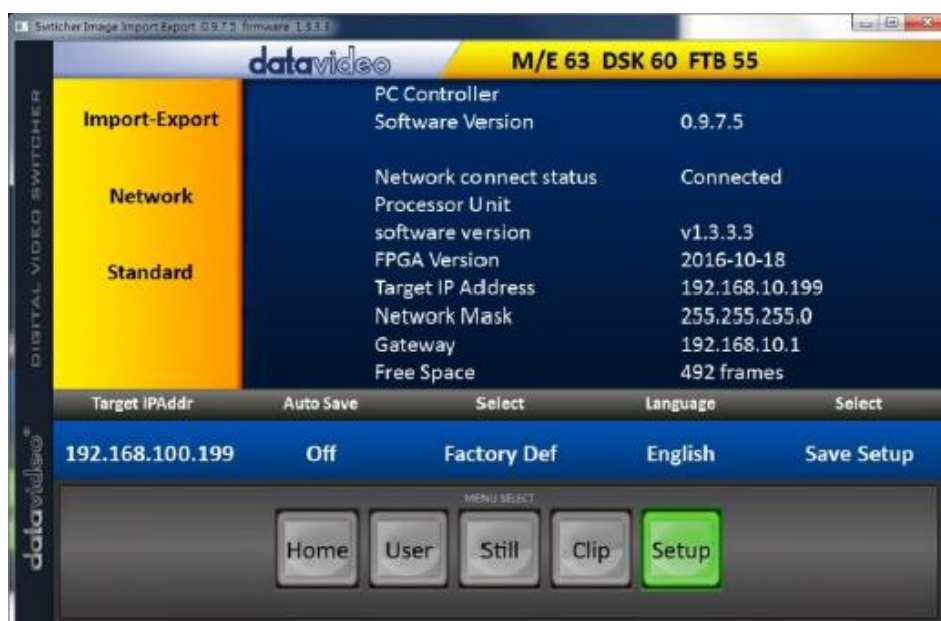 Switcher Image Import Export 0.9.7.5 firmware 1.3.3.3
datavideo
M/E 63 DSK 60 FTB 55
Import-Export
Network
Standard
PC Controller
Software Version 0.9.7.5
Network connect status Connected
Processor Unit
software version v1.3.3.3
FPGA Version 2016-10-18
Target IP Address 192.168.10.199
Network Mask 255.255.255.0
Gateway 192.168.10.1
Free Space 492 frames
Target IPAddr Auto Save Select Language Select
192.168.100.199 Off Factory Def English Save Setup
MENU SELECT
Home User Still Clip Setup
DIGITAL VIDEO SWITCHER
datavideo